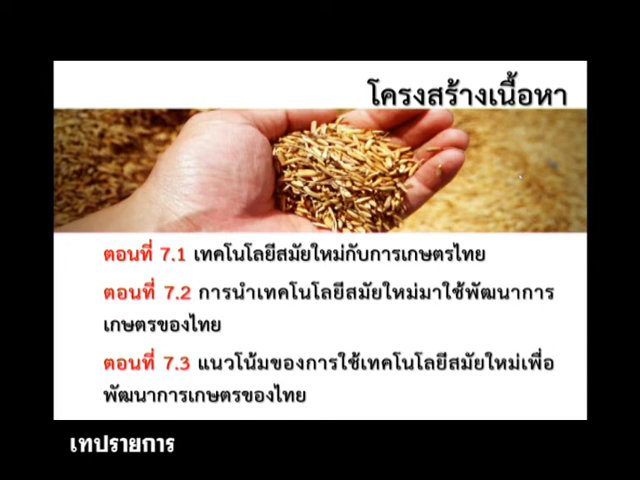 โครงสร้างเนื้อหา
ตอนที่ 7.1 เทคโนโลยีสมัยใหม่กับการเกษตรไทย
ตอนที่ 7.2 การนำเทคโนโลยีสมัยใหม่มาใช้พัฒนาการ
เกษตรของไทย
ตอนที่ 7.3 แนวโน้มของการใช้เทคโนโลยีสมัยใหม่เพื่อ
พัฒนาการเกษตรของไทย
เทปรายการ